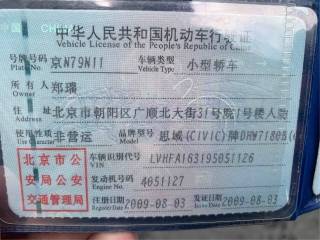 中国 CHINA
中华人民共和国机动车行驶证
Vehicle License of the People's Republic of China
号牌号码 京N79N11 车辆类型 小型轿车
Plate No. Vehicle Type
所有人 郑瑞
Owner
住址 北京市朝阳区广顺北大街31号院1号楼人防
Address
使用性质 非营运 品牌型号 思域(CIVIC)牌DHW7180B
Use Character Model
北京市公 车辆识别代号 LVHFA163195051126
VIN
安局公安 发动机号码 4051127
Engine No.
交通管理局 注册日期 2009-08-03 发证日期 2009-08-03
Register Date Issue Date